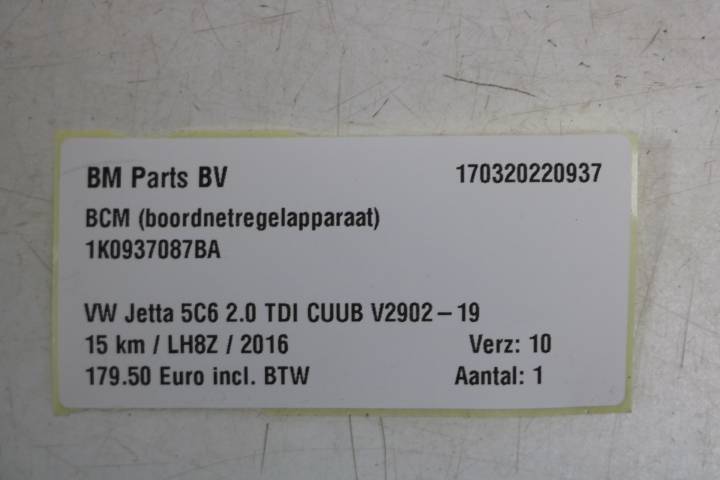 BM Parts BV 170320220937
BCM (boordnetregelapparaat)
1K0937087BA
VW Jetta 5C6 2.0 TDI CUUB V2902-19
15 km / LH8Z / 2016 Verz: 10
179.50 Euro incl. BTW Aantal: 1